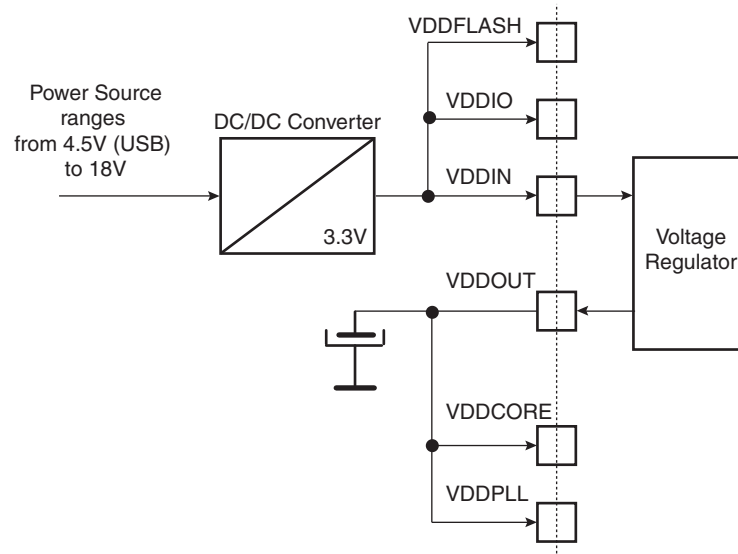 VDDFLASH
Power Source
ranges
from 4.5V (USB)
to 18V
DC/DC Converter
VDDIO
VDDIN
3.3V
Voltage
Regulator
VDDOUT
VDDCORE
VDDPLL